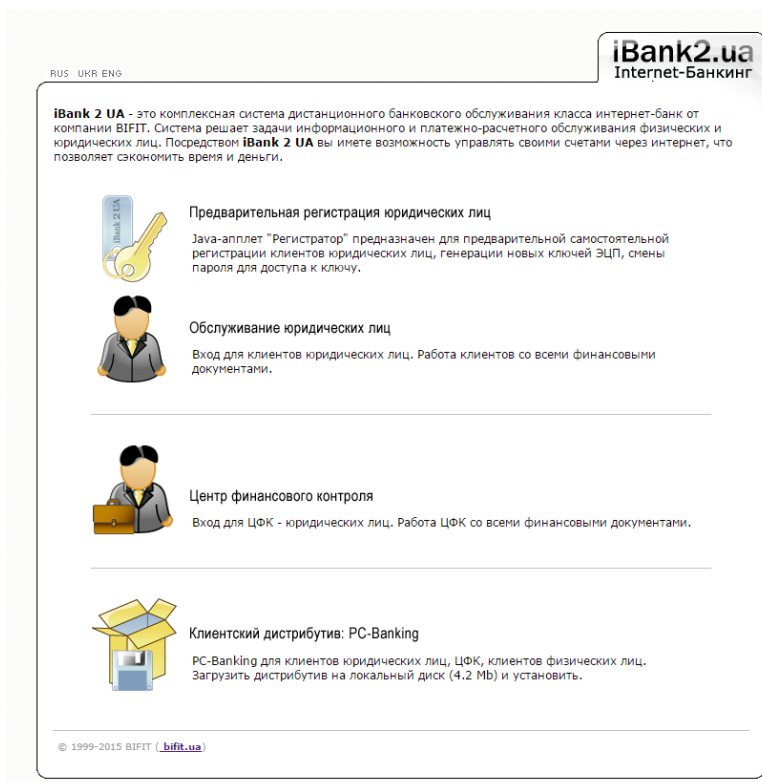 iBank2.ua
Internet-Банкинг
RUS UKR ENG
iBank 2 UA - это комплексная система дистанционного банковского обслуживания класса интернет-банк от
компании BIFIT. Система решает задачи информационного и платежно-расчетного обслуживания физических и
юридических лиц. Посредством iBank 2 UA вы имете возможность управлять своими счетами через интернет, что
позволяет сэкономить время и деньги.
iBank 2 UA
Предварительная регистрация юридических лиц
Java-апплет "Регистратор" предназначен для предварительной самостоятельной
регистрации клиентов юридических лиц, генерации новых ключей ЭЦП, смены
пароля для доступа к ключу.
Обслуживание юридических лиц
Вход для клиентов юридических лиц. Работа клиентов со всеми финансовыми
документами.
Центр финансового контроля
Вход для ЦФК - юридических лиц. Работа ЦФК со всеми финансовыми документами.
Клиентский дистрибутив: PC-Banking
PC-Banking для клиентов юридических лиц, ЦФК, клиентов физических лиц.
Загрузить дистрибутив на локальный диск (4.2 Mb) и установить.
© 1999-2015 BIFIT ( bifit.ua)